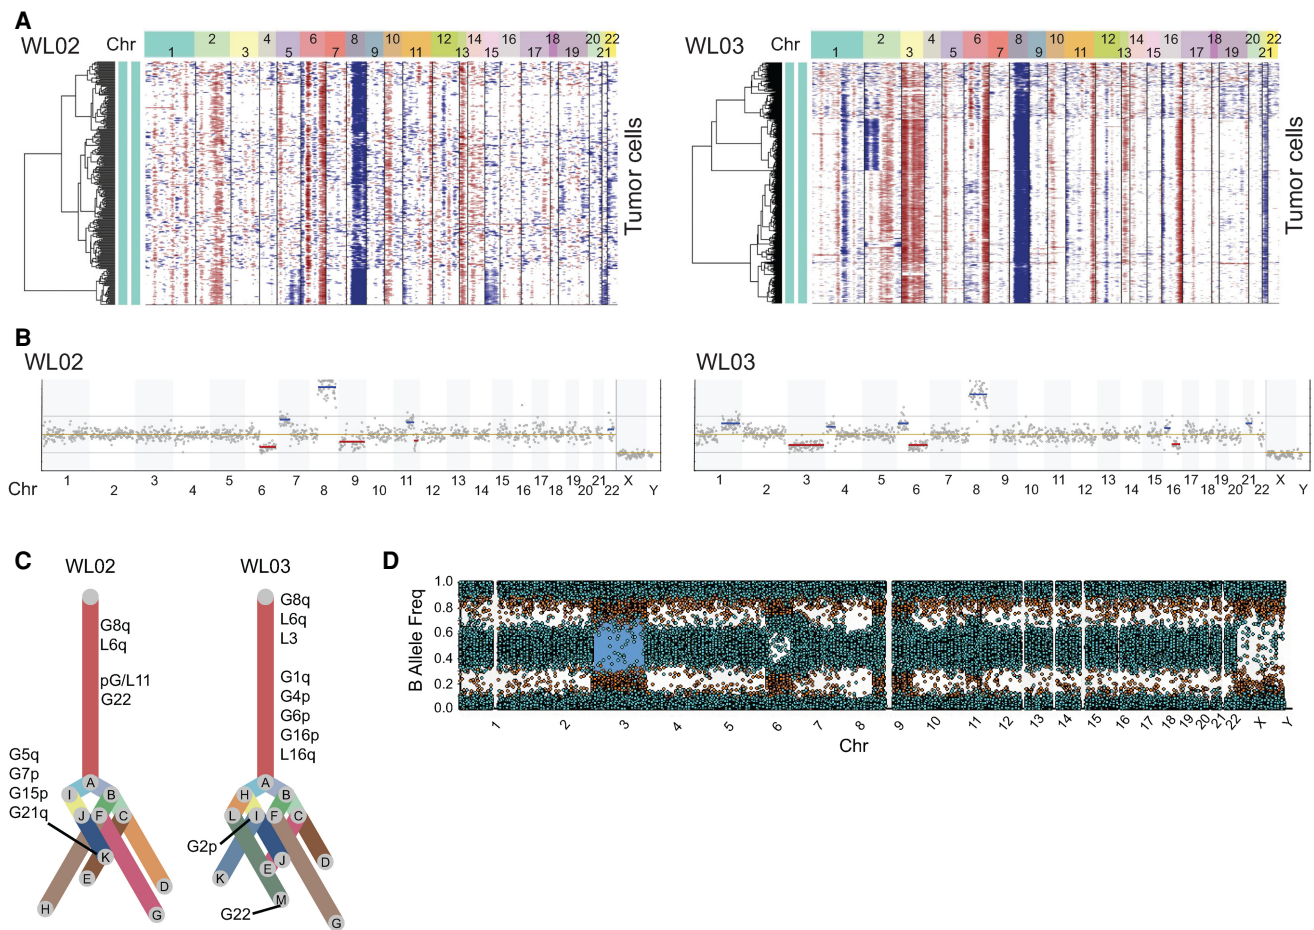 A
WL02
Chr
1 2 3 4 5 6 7 8 9 10 11 12 13 14 15 16 17 18 19 20 21 22
Tumor cells
WL03
Chr
1 2 3 4 5 6 7 8 9 10 11 12 13 14 15 16 17 18 19 20 21 22
Tumor cells
B
WL02
Chr
1 2 3 4 5 6 7 8 9 10 11 12 13 14 15 16 17 18 19 20 21 22 X Y
WL03
1 2 3 4 5 6 7 8 9 10 11 12 13 14 15 16 17 18 19 20 21 22 X Y
C
WL02
G8q
L6q
pG/L11
G22
G5q
G7p
G15p
G21q
A
I B
J F C
K
E
D
H
G
WL03
G8q
L6q
L3
G1q
G4p
G6p
G16p
L16q
A
H B
L I F C
G2p
J
D
E
K
M
G22
G
D
B Allele Freq
1.0
0.8
0.6
0.4
0.2
0.0
1 2 3 4 5 6 7 8 9 10 11 12 13 14 15 16 17 18 19 20 21 22 X Y
Chr